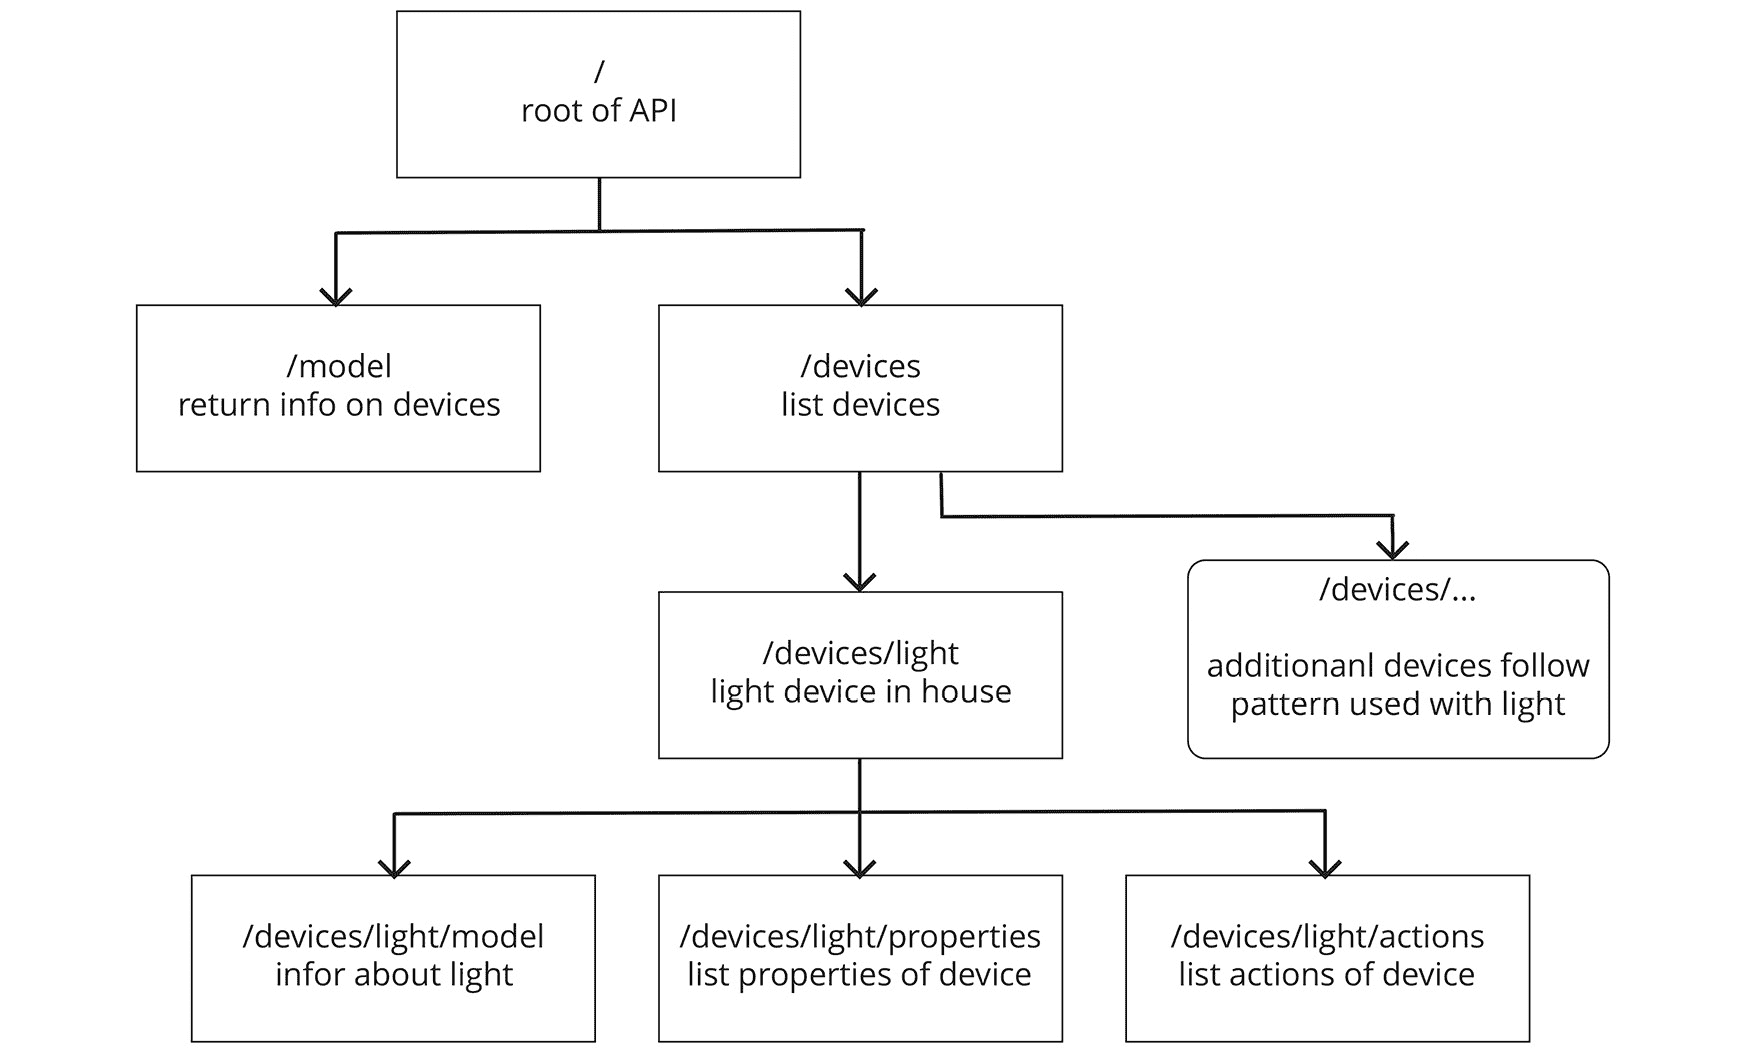 /
root of API
/model
return info on devices
/devices
list devices
/devices/light
light device in house
/devices/...
additionanl devices follow
pattern used with light
/devices/light/model
infor about light
/devices/light/properties
list properties of device
/devices/light/actions
list actions of device